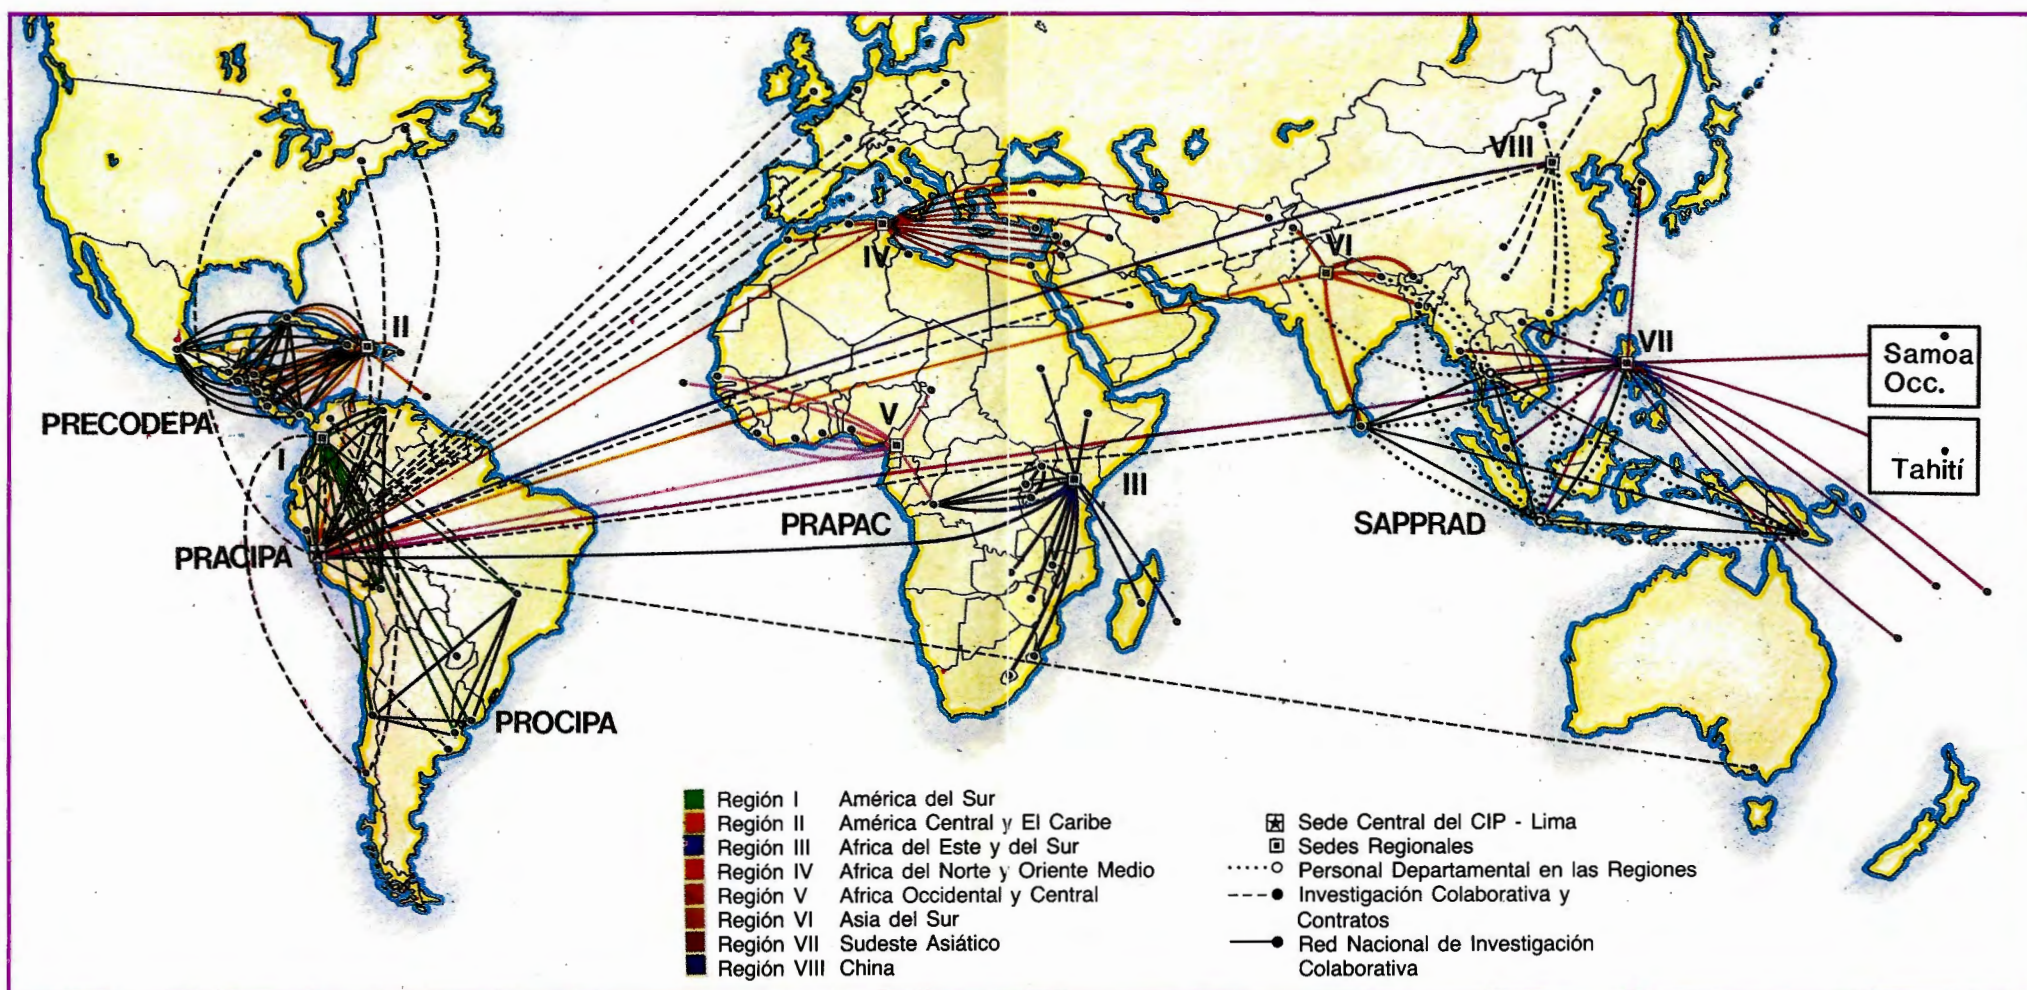 VIII
VI
IV
II
VII
Samoa
Occ.
PRECODEPA
V
I
Tahití
III
PRAPAC
SAPPRAD
PRACIPA
PROCIPA
Región I América del Sur
Región II América Central y El Caribe
Región III Africa del Este y del Sur
Región IV Africa del Norte y Oriente Medio
Región V Africa Occidental y Central
Región VI Asia del Sur
Región VII Sudeste Asiático
Región VIII China
Sede Central del CIP - Lima
Sedes Regionales
Personal Departamental en las Regiones
Investigación Colaborativa y
Contratos
Red Nacional de Investigación
Colaborativa